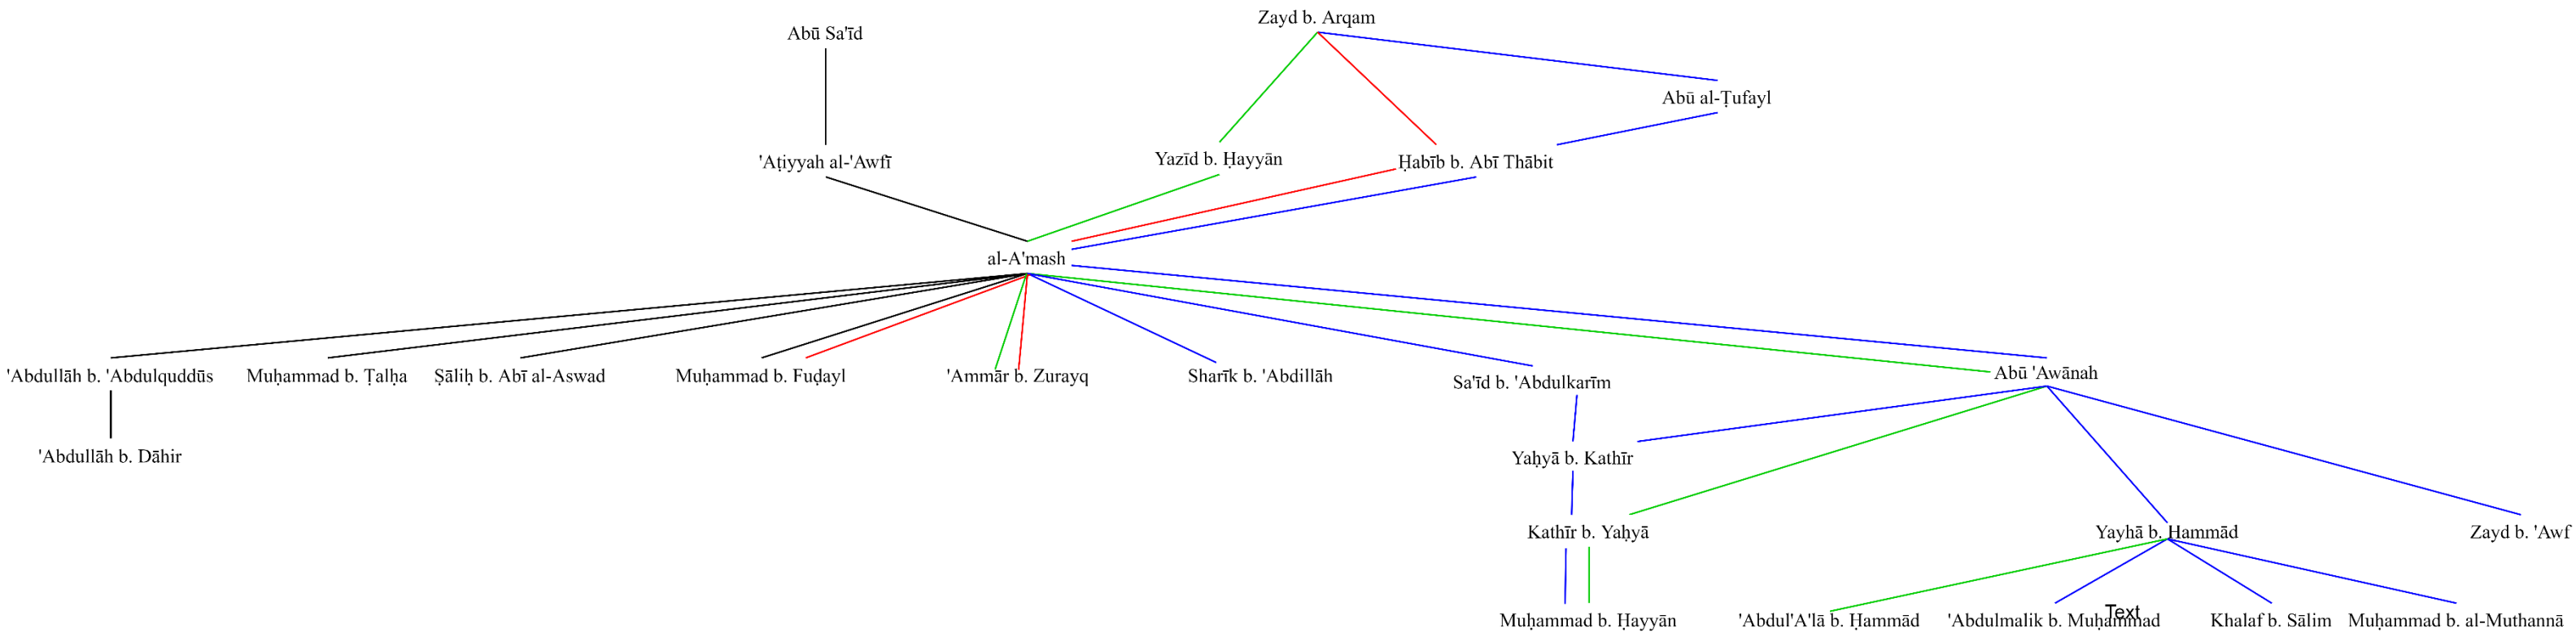 Zayd b. Arqam
Abū Sa'īd
Abū al-Ṭufayl
'Aṭiyyah al-'Awfī
Yazīd b. Ḥayyān
Ḥabīb b. Abī Thābit
al-A'mash
'Abdullāh b. 'Abdulquddūs
Muḥammad b. Ṭalḥa
Ṣāliḥ b. Abī al-Aswad
Muḥammad b. Fuḍayl
'Ammār b. Zurayq
Sharīk b. 'Abdillāh
Sa'īd b. 'Abdulkarīm
Abū 'Awānah
'Abdullāh b. Dāhir
Yaḥyā b. Kathīr
Kathīr b. Yaḥyā
Yayhā b. Ḥammād
Zayd b. 'Awf
Muḥammad b. Ḥayyān
'Abdul'A'lā b. Ḥammād
'Abdulmalik b. Muḥammad
Text
Khalaf b. Sālim
Muḥammad b. al-Muthannā